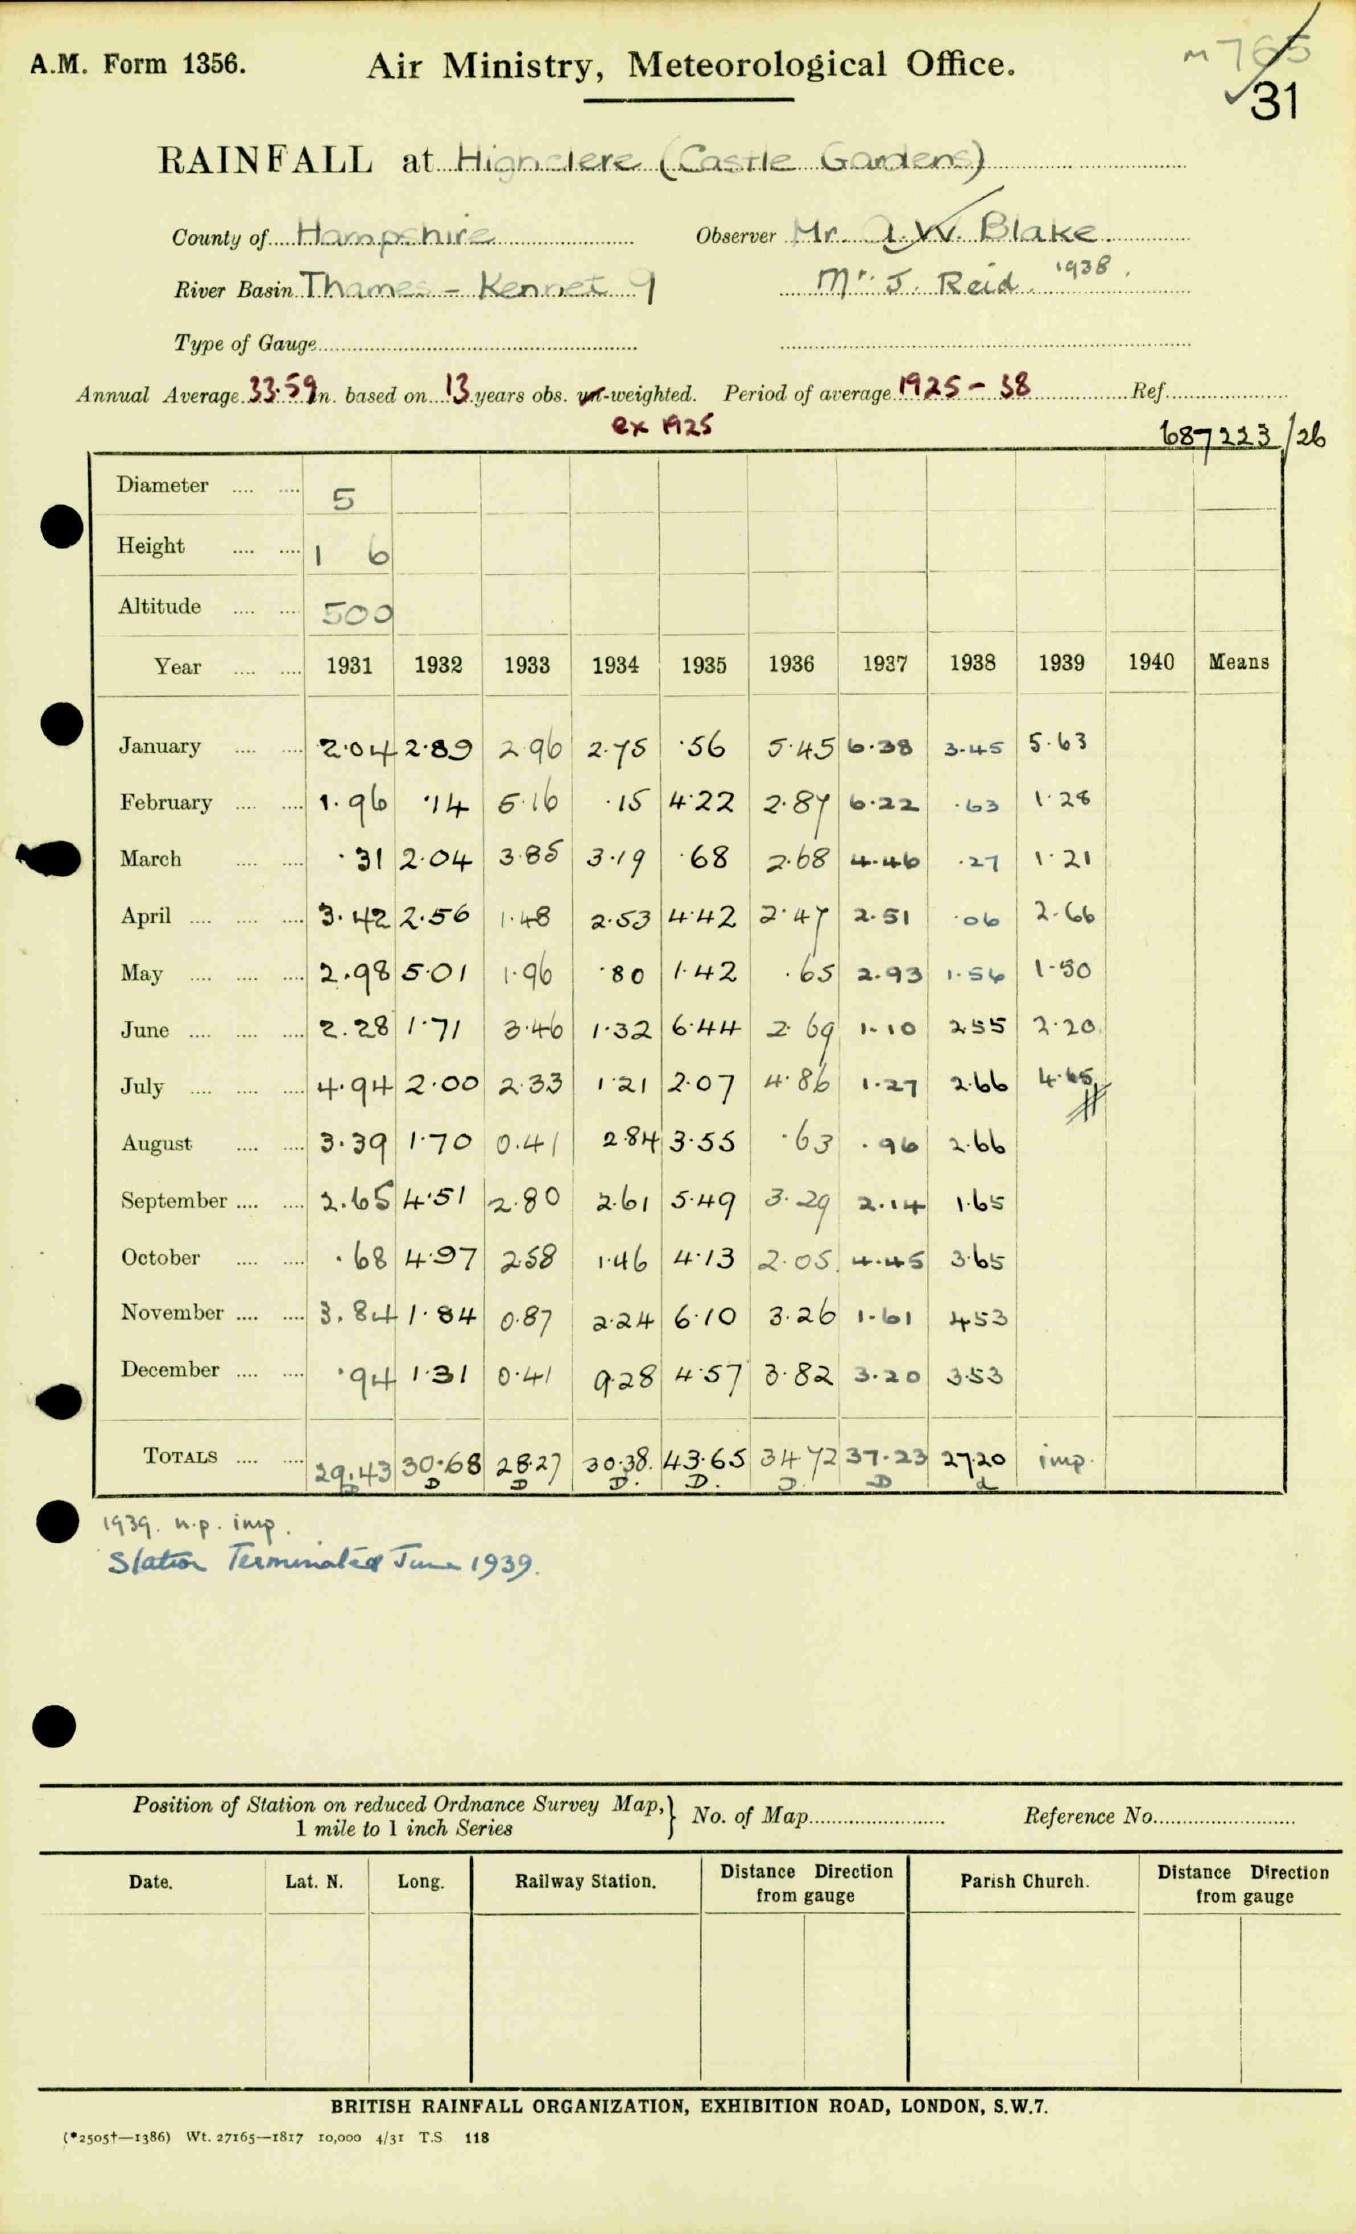 A.M. Form 1356.
Air Ministry, Meteorological Office.
M 765
31
RAINFALL at Highclere (Castle Gardens)
County of Hampshire Observer Mr. A. W. Blake.
River Basin Thames - Kennet 9 Mr. J. Reid. 1938.
Type of Gauge
Annual Average 33.59 in. based on 13 years obs. un-weighted. Period of average 1925 - 38 Ref.
ex 1925
687223/26
Diameter 5
Height 1 6
Altitude 500
Year 1931 1932 1933 1934 1935 1936 1937 1938 1939 1940 Means
January 2.04 2.89 2.96 2.75 .56 5.45 6.38 3.45 5.63
February 1.96 .14 5.16 .15 4.22 2.87 6.22 .63 1.28
March .31 2.04 3.85 3.19 .68 2.68 4.46 .27 1.21
April 3.42 2.56 1.48 2.53 4.42 2.47 2.51 .06 2.66
May 2.98 5.01 1.96 .80 1.42 .65 2.93 1.56 1.50
June 2.28 1.71 3.46 1.32 6.44 2.69 1.10 2.55 2.20
July 4.94 2.00 2.33 1.21 2.07 4.86 1.27 2.66 4.65
August 3.39 1.70 0.41 2.84 3.55 .63 .96 2.66
September 2.65 4.51 2.80 2.61 5.49 3.29 2.14 1.65
October .68 4.97 2.58 1.46 4.13 2.05 4.45 3.65
November 3.84 1.84 0.87 2.24 6.10 3.26 1.61 4.53
December .94 1.31 0.41 9.28 4.57 3.82 3.20 3.53
TOTALS 29.43 30.68 28.27 30.38 43.65 34.72 37.23 27.20 imp.
D D D D. D. D. D d
1939. n.p. imp.
Station Terminated June 1939.
Position of Station on reduced Ordnance Survey Map, } No. of Map Reference No.
1 mile to 1 inch Series
Date. Lat. N. Long. Railway Station. Distance Direction from gauge Parish Church. Distance Direction from gauge
BRITISH RAINFALL ORGANIZATION, EXHIBITION ROAD, LONDON, S.W.7.
(*2505†—1386) Wt. 27165—1817 10,000 4/31 T.S 118